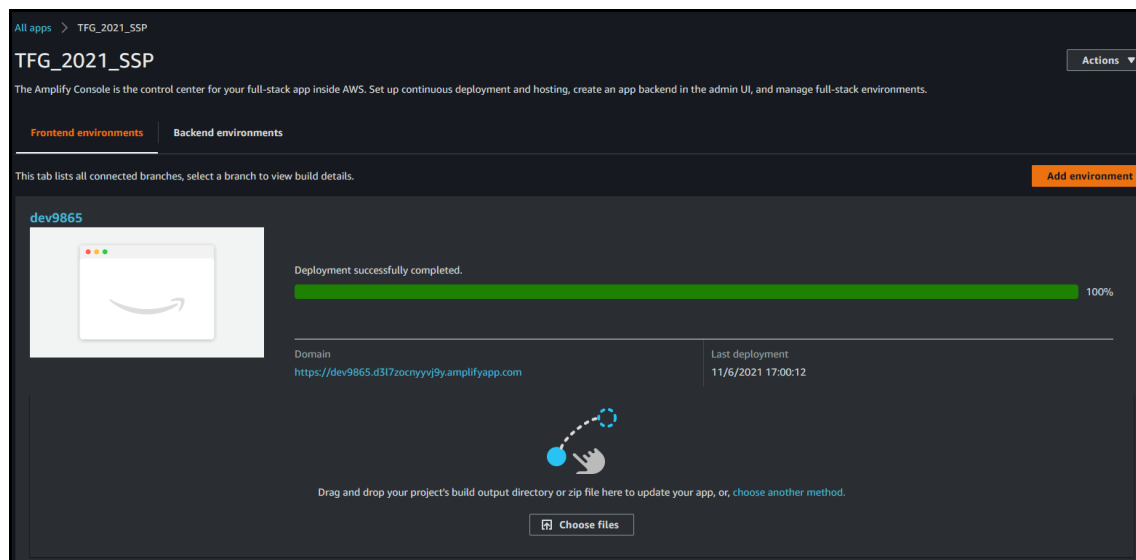 All apps > TFG_2021_SSP
TFG_2021_SSP
Actions
The Amplify Console is the control center for your full-stack app inside AWS. Set up continuous deployment and hosting, create an app backend in the admin UI, and manage full-stack environments.
Frontend environments Backend environments
This tab lists all connected branches, select a branch to view build details.
Add environment
dev9865
Deployment successfully completed.
100%
Domain Last deployment
https://dev9865.d3l7zocnyyvj9y.amplifyapp.com 11/6/2021 17:00:12
Drag and drop your project's build output directory or zip file here to update your app, or, choose another method.
Choose files